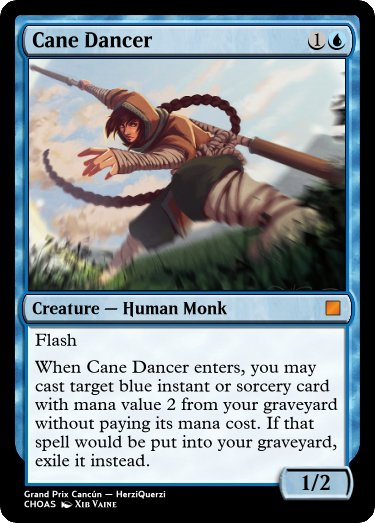 Cane Dancer 1
Creature — Human Monk
Flash
When Cane Dancer enters, you may
cast target blue instant or sorcery card
with mana value 2 from your graveyard
without paying its mana cost. If that
spell would be put into your graveyard,
exile it instead.
1/2
Grand Prix Cancún — HerziQuerzi
CHOAS Xib Vaine